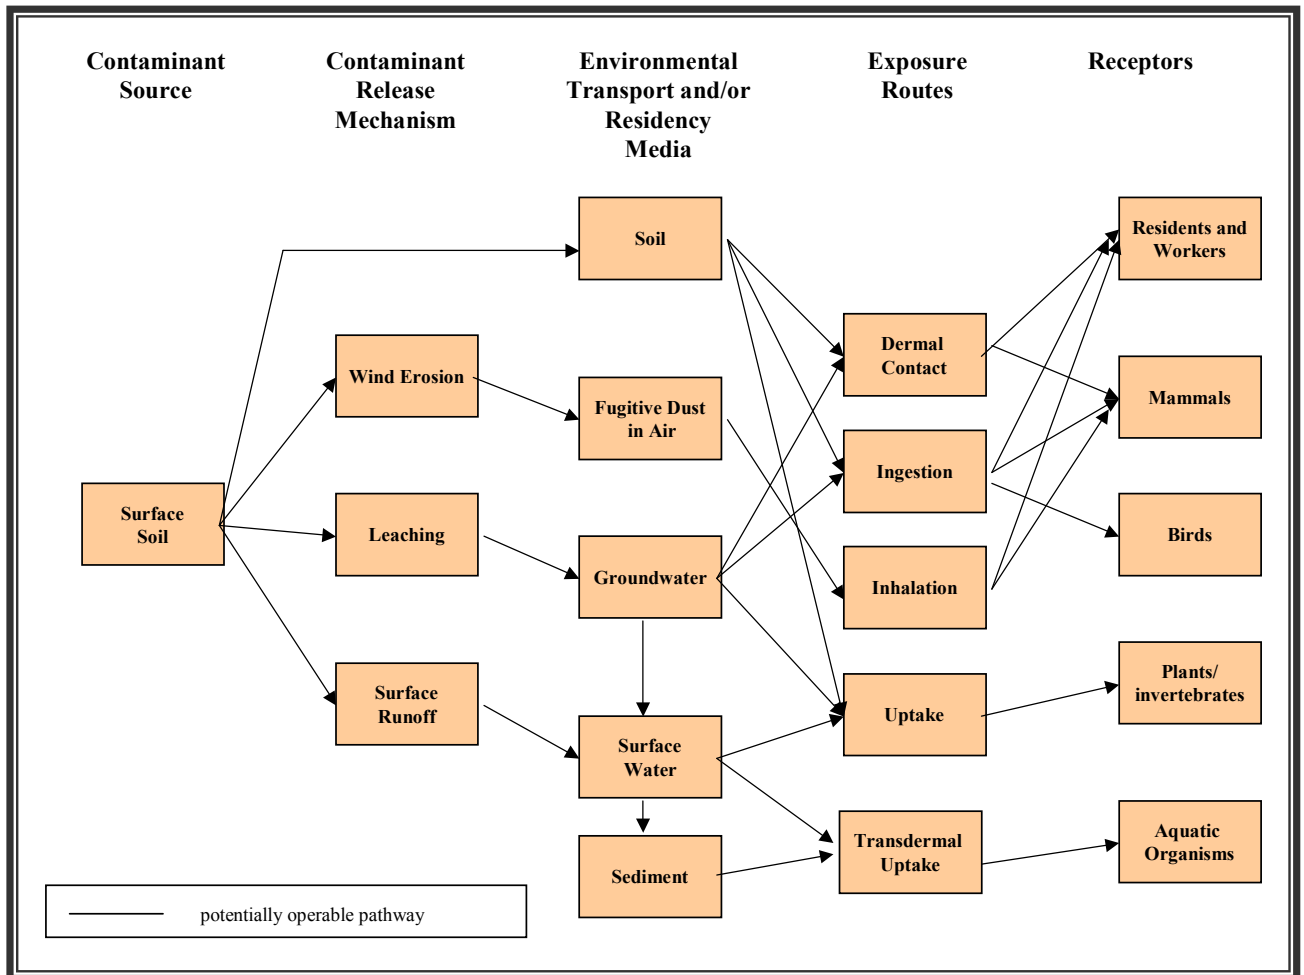 Contaminant
Source
Contaminant
Release
Mechanism
Environmental
Transport and/or
Residency
Media
Exposure
Routes
Receptors
Soil
Residents and
Workers
Dermal
Contact
Wind Erosion
Mammals
Fugitive Dust
in Air
Ingestion
Surface
Soil
Leaching
Birds
Groundwater
Inhalation
Surface
Runoff
Plants/
invertebrates
Uptake
Surface
Water
Transdermal
Uptake
Aquatic
Organisms
Sediment
potentially operable pathway